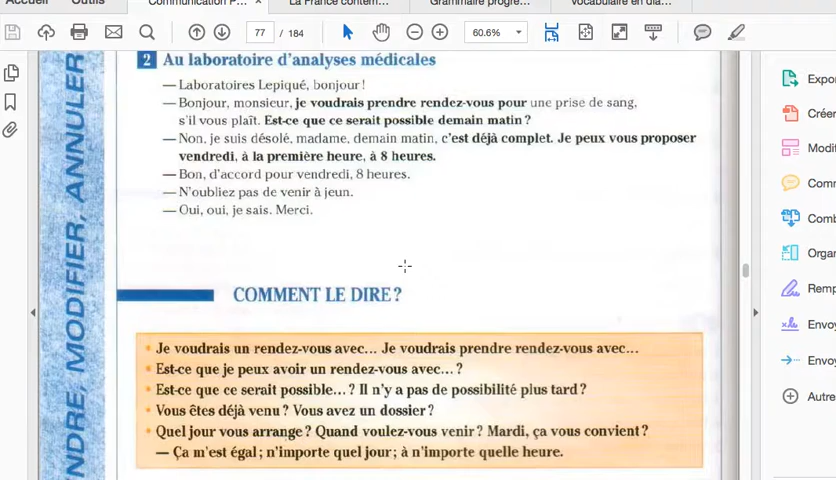 Accueil Outils Communication P... × La France contem... Grammaire progre... Vocabulaire en dia...
77 / 184 60.6%
2 Au laboratoire d'analyses médicales
— Laboratoires Lepiqué, bonjour !
— Bonjour, monsieur, je voudrais prendre rendez-vous pour une prise de sang,
s'il vous plaît. Est-ce que ce serait possible demain matin ?
— Non, je suis désolé, madame, demain matin, c'est déjà complet. Je peux vous proposer
vendredi, à la première heure, à 8 heures.
— Bon, d'accord pour vendredi, 8 heures.
— N'oubliez pas de venir à jeun.
— Oui, oui, je sais. Merci.
COMMENT LE DIRE ?
• Je voudrais un rendez-vous avec... Je voudrais prendre rendez-vous avec...
• Est-ce que je peux avoir un rendez-vous avec... ?
• Est-ce que ce serait possible... ? Il n'y a pas de possibilité plus tard ?
• Vous êtes déjà venu ? Vous avez un dossier ?
• Quel jour vous arrange ? Quand voulez-vous venir ? Mardi, ça vous convient ?
— Ça m'est égal ; n'importe quel jour ; à n'importe quelle heure.
NDRE, MODIFIER, ANNULER
Expor
Créer
Modif
Comm
Comb
Organ
Remp
Envoy
Envoy
Autre